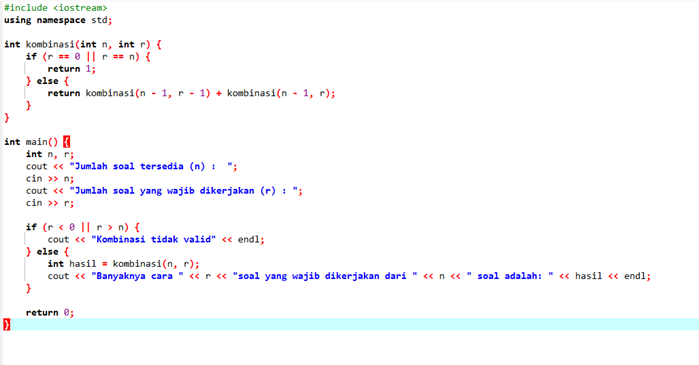 #include <iostream>
using namespace std;
int kombinasi(int n, int r) {
if (r == 0 || r == n) {
return 1;
} else {
return kombinasi(n - 1, r - 1) + kombinasi(n - 1, r);
}
}
int main() {
int n, r;
cout << "Jumlah soal tersedia (n) :  ";
cin >> n;
cout << "Jumlah soal yang wajib dikerjakan (r) : ";
cin >> r;
if (r < 0 || r > n) {
cout << "Kombinasi tidak valid" << endl;
} else {
int hasil = kombinasi(n, r);
cout << "Banyaknya cara " << r << "soal yang wajib dikerjakan dari " << n << " soal adalah: " << hasil << endl;
}
return 0;
}